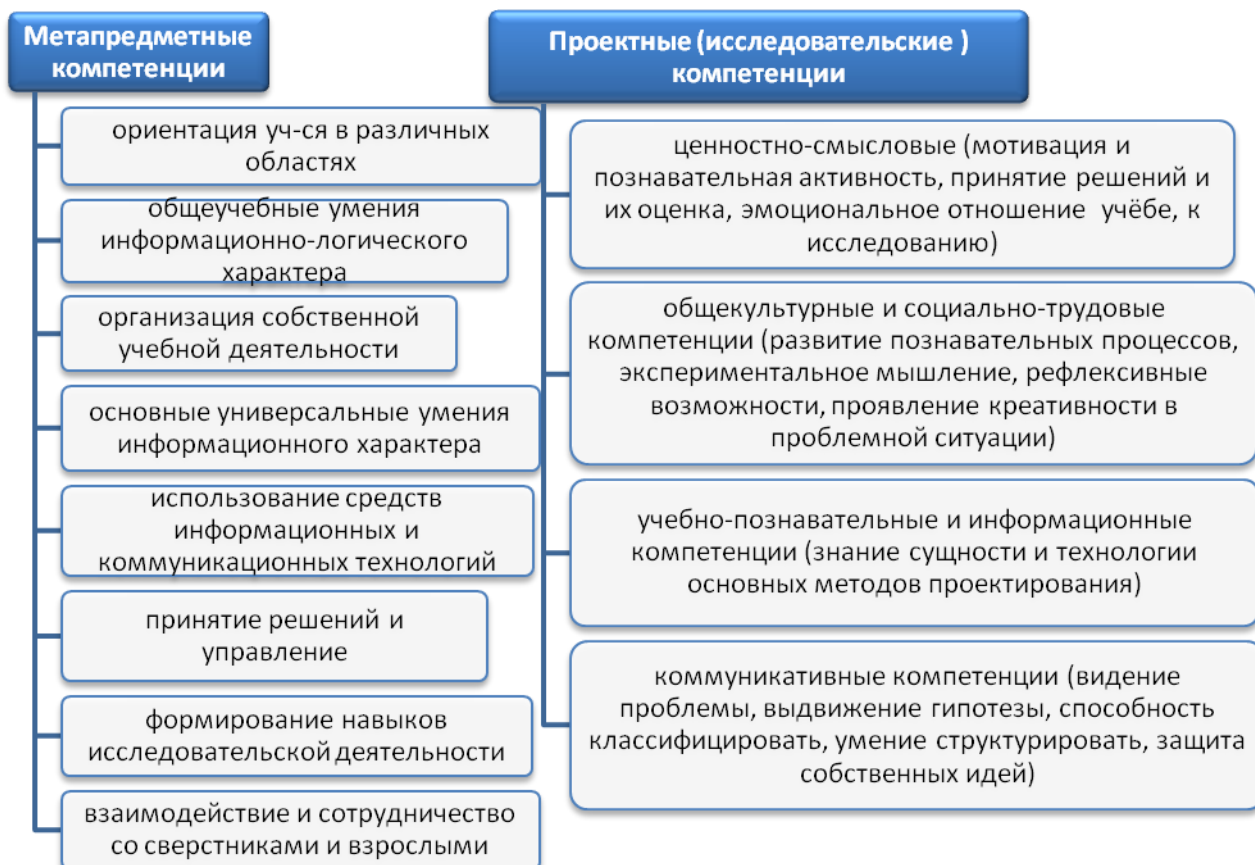 Метапредметные
компетенции
ориентация уч-ся в различных
областях
общеучебные умения
информационно-логического
характера
организация собственной
учебной деятельности
основные универсальные умения
информационного характера
использование средств
информационных и
коммуникационных технологий
принятие решений и
управление
формирование навыков
исследовательской деятельности
взаимодействие и сотрудничество
со сверстниками и взрослыми
Проектные (исследовательские )
компетенции
ценностно-смысловые (мотивация и
познавательная активность, принятие решений и
их оценка, эмоциональное отношение учёбе, к
исследованию)
общекультурные и социально-трудовые
компетенции (развитие познавательных процессов,
экспериментальное мышление, рефлексивные
возможности, проявление креативности в
проблемной ситуации)
учебно-познавательные и информационные
компетенции (знание сущности и технологии
основных методов проектирования)
коммуникативные компетенции (видение
проблемы, выдвижение гипотезы, способность
классифицировать, умение структурировать, защита
собственных идей)